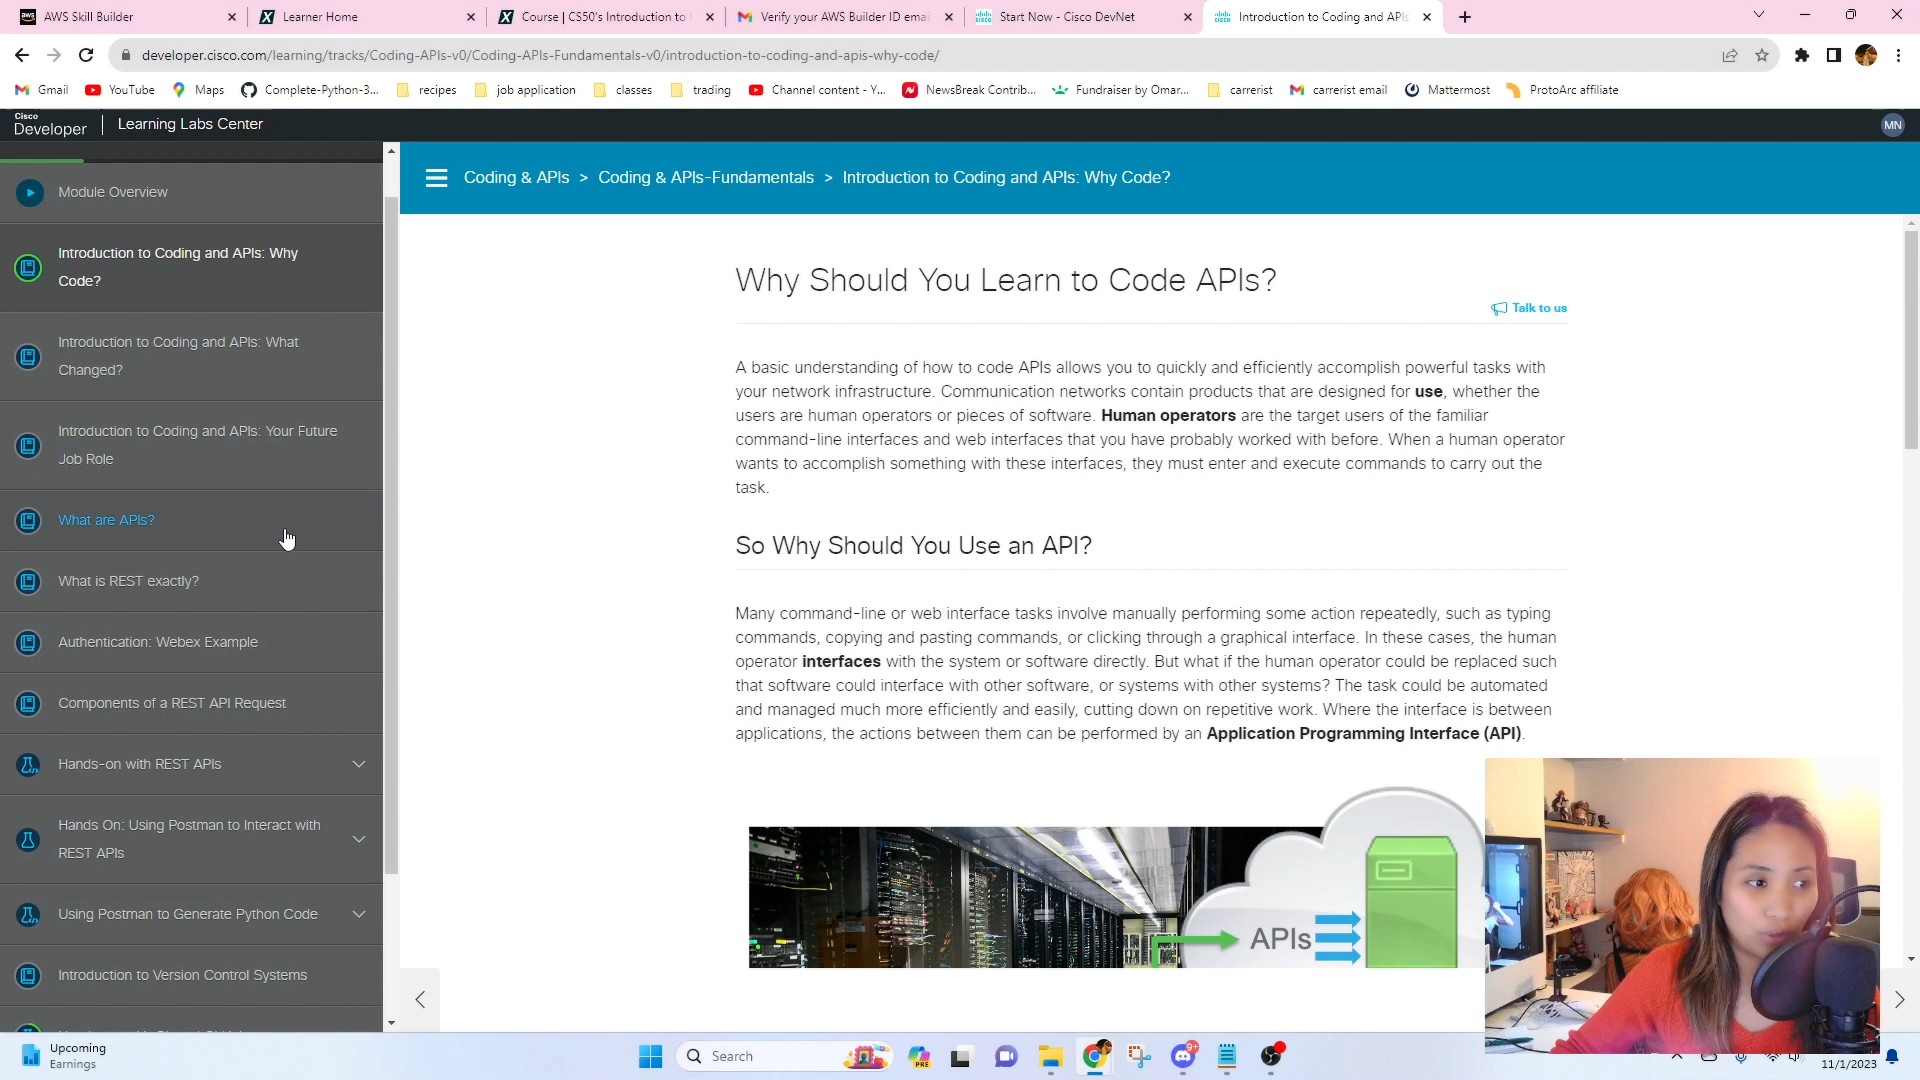 AWS Skill Builder
Learner Home
Course | CS50's Introduction to
Verify your AWS Builder ID emai
Start Now - Cisco DevNet
Introduction to Coding and APIs
developer.cisco.com/learning/tracks/Coding-APIs-v0/Coding-APIs-Fundamentals-v0/introduction-to-coding-and-apis-why-code/
Gmail
YouTube
Maps
Complete-Python-3...
recipes
job application
classes
trading
Channel content - Y...
NewsBreak Contrib...
Fundraiser by Omar...
carrerist
carrerist email
Mattermost
ProtoArc affiliate
Cisco
Developer
Learning Labs Center
MN
Module Overview
Introduction to Coding and APIs: Why
Code?
Introduction to Coding and APIs: What
Changed?
Introduction to Coding and APIs: Your Future
Job Role
What are APIs?
What is REST exactly?
Authentication: Webex Example
Components of a REST API Request
Hands-on with REST APIs
Hands On: Using Postman to Interact with
REST APIs
Using Postman to Generate Python Code
Introduction to Version Control Systems
Coding & APIs > Coding & APIs-Fundamentals > Introduction to Coding and APIs: Why Code?
Why Should You Learn to Code APIs?
Talk to us
A basic understanding of how to code APIs allows you to quickly and efficiently accomplish powerful tasks with
your network infrastructure. Communication networks contain products that are designed for use, whether the
users are human operators or pieces of software. Human operators are the target users of the familiar
command-line interfaces and web interfaces that you have probably worked with before. When a human operator
wants to accomplish something with these interfaces, they must enter and execute commands to carry out the
task.
So Why Should You Use an API?
Many command-line or web interface tasks involve manually performing some action repeatedly, such as typing
commands, copying and pasting commands, or clicking through a graphical interface. In these cases, the human
operator interfaces with the system or software directly. But what if the human operator could be replaced such
that software could interface with other software, or systems with other systems? The task could be automated
and managed much more efficiently and easily, cutting down on repetitive work. Where the interface is between
applications, the actions between them can be performed by an Application Programming Interface (API).
APIs
Upcoming
Earnings
Search
PRE
9+
11/1/2023